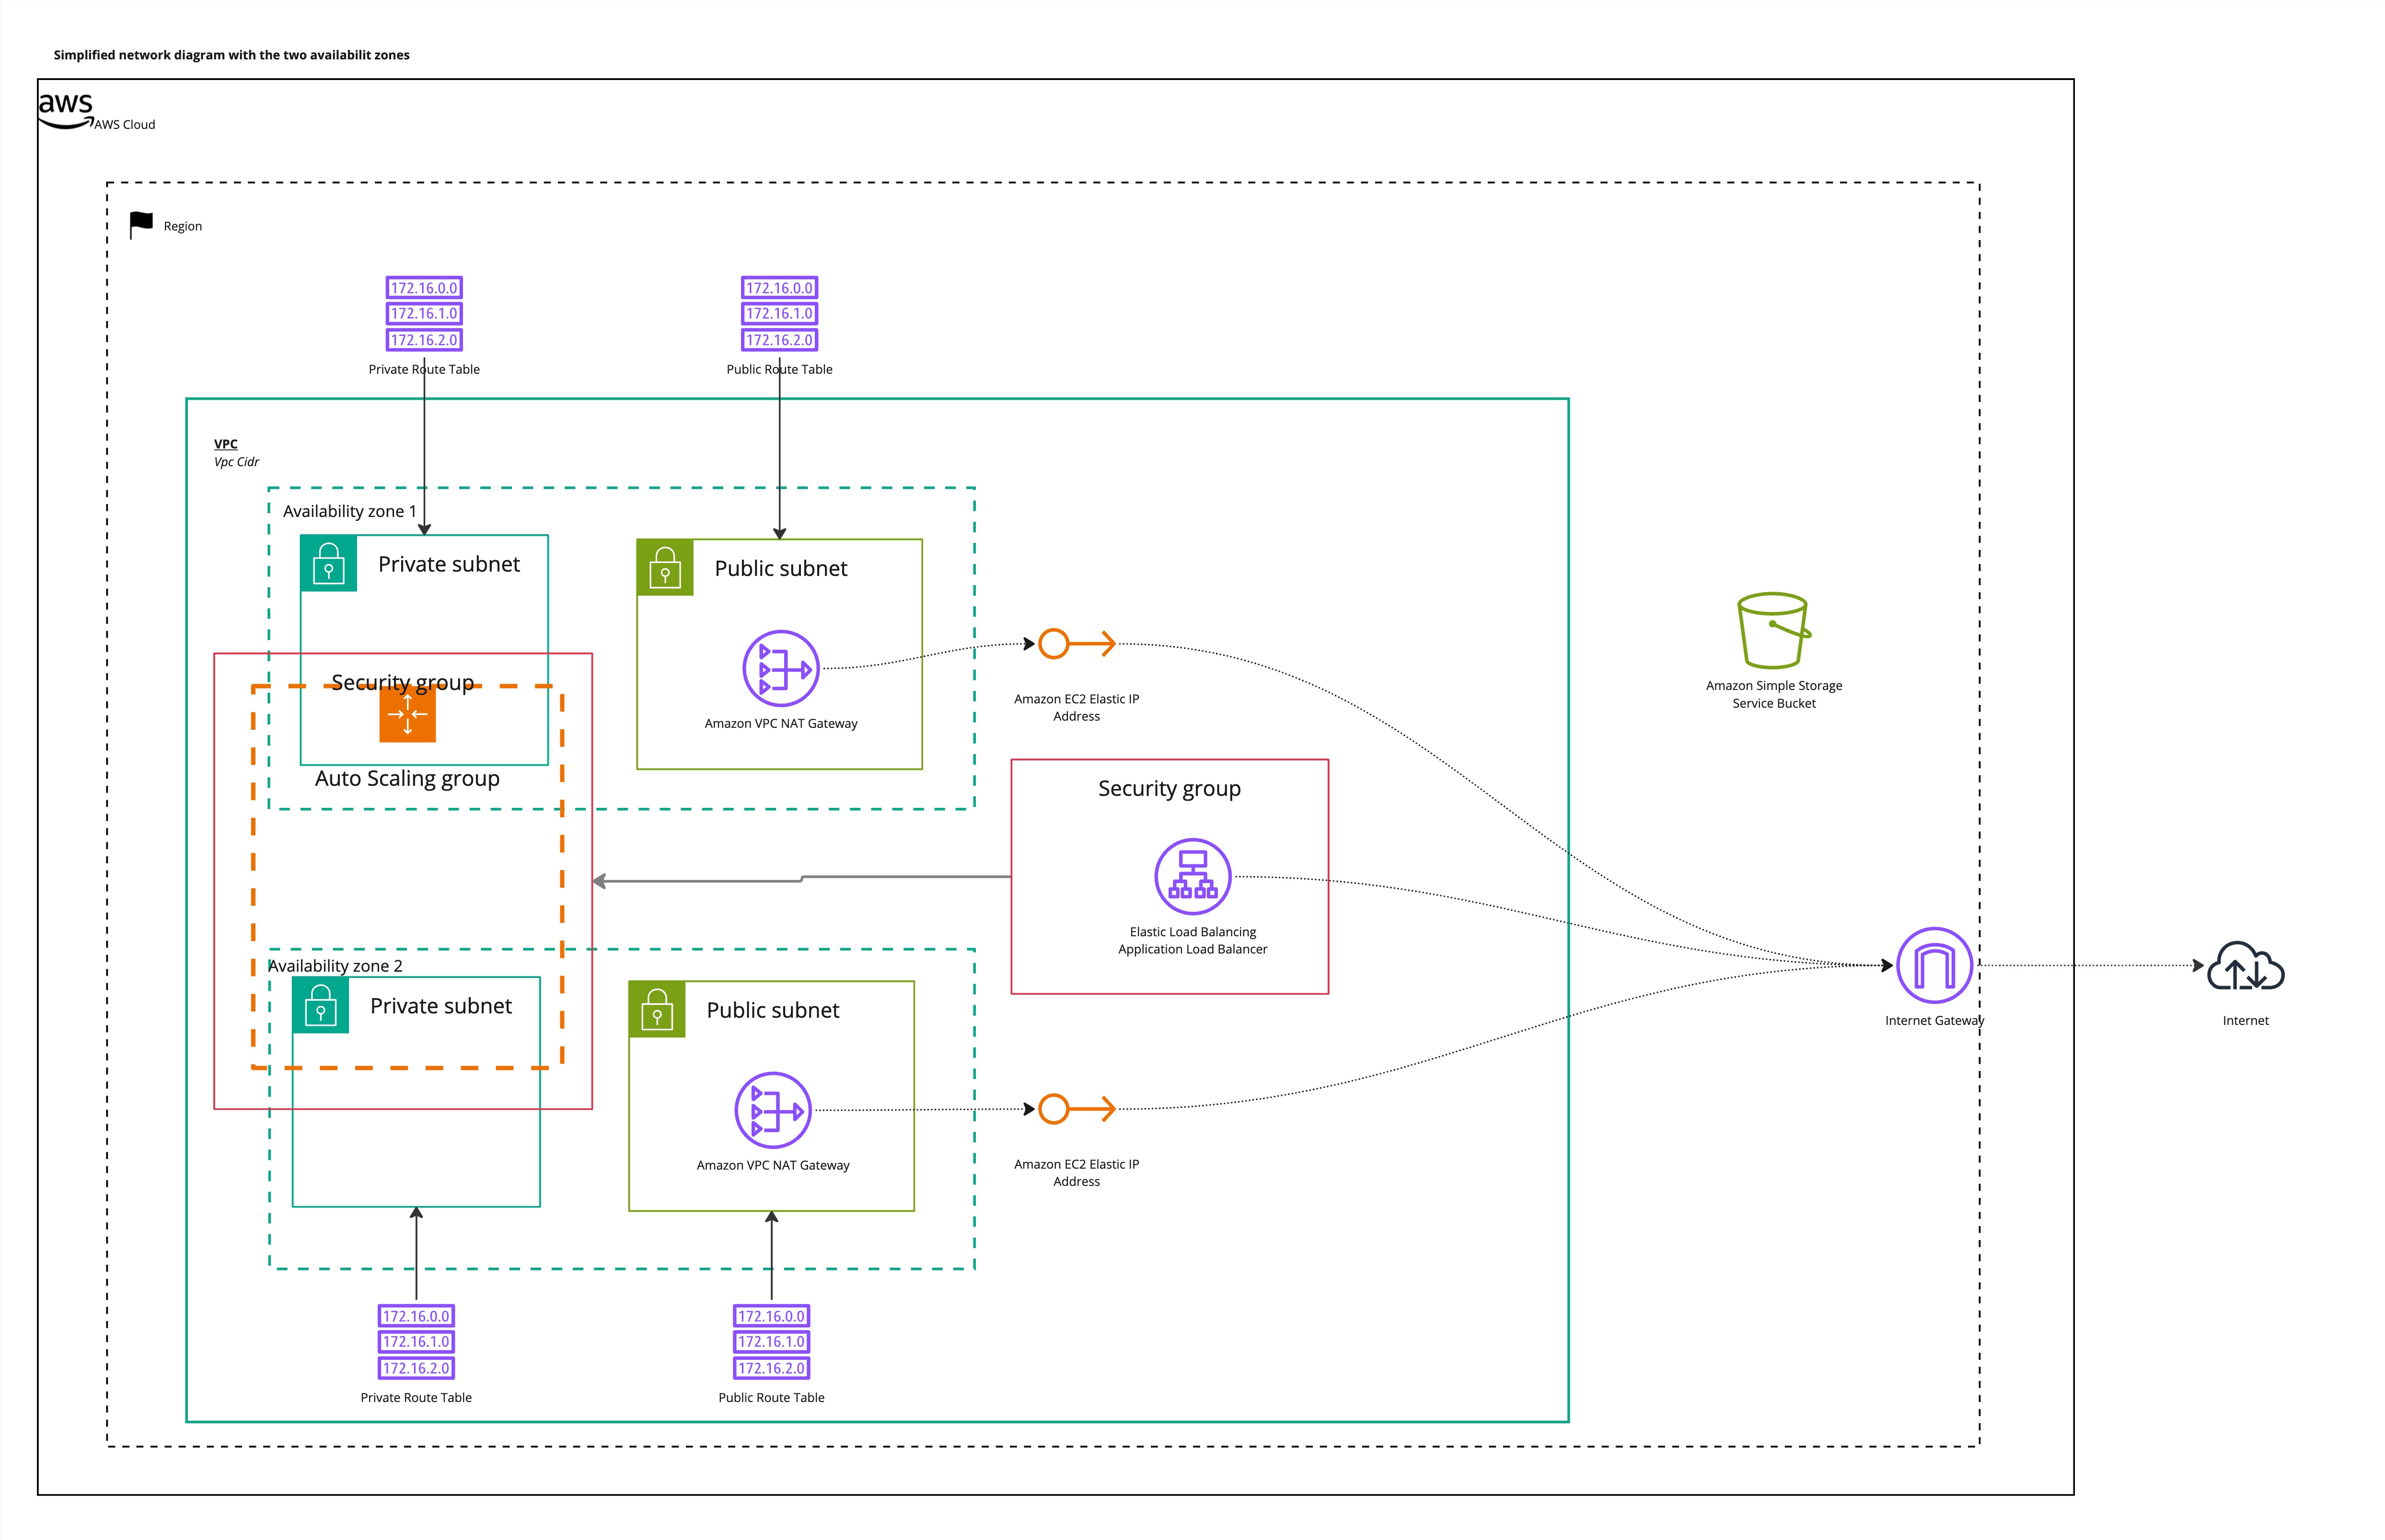 Simplified network diagram with the two availabilit zones
aws
AWS Cloud
Region
172.16.0.0
172.16.1.0
172.16.2.0
Private Route Table
172.16.0.0
172.16.1.0
172.16.2.0
Public Route Table
VPC
Vpc Cidr
Availability zone 1
Private subnet
Public subnet
Security group
Auto Scaling group
Amazon VPC NAT Gateway
Amazon EC2 Elastic IP
Address
Amazon Simple Storage
Service Bucket
Security group
Elastic Load Balancing
Application Load Balancer
Availability zone 2
Private subnet
Public subnet
Amazon VPC NAT Gateway
Amazon EC2 Elastic IP
Address
Internet Gateway
Internet
172.16.0.0
172.16.1.0
172.16.2.0
Private Route Table
172.16.0.0
172.16.1.0
172.16.2.0
Public Route Table